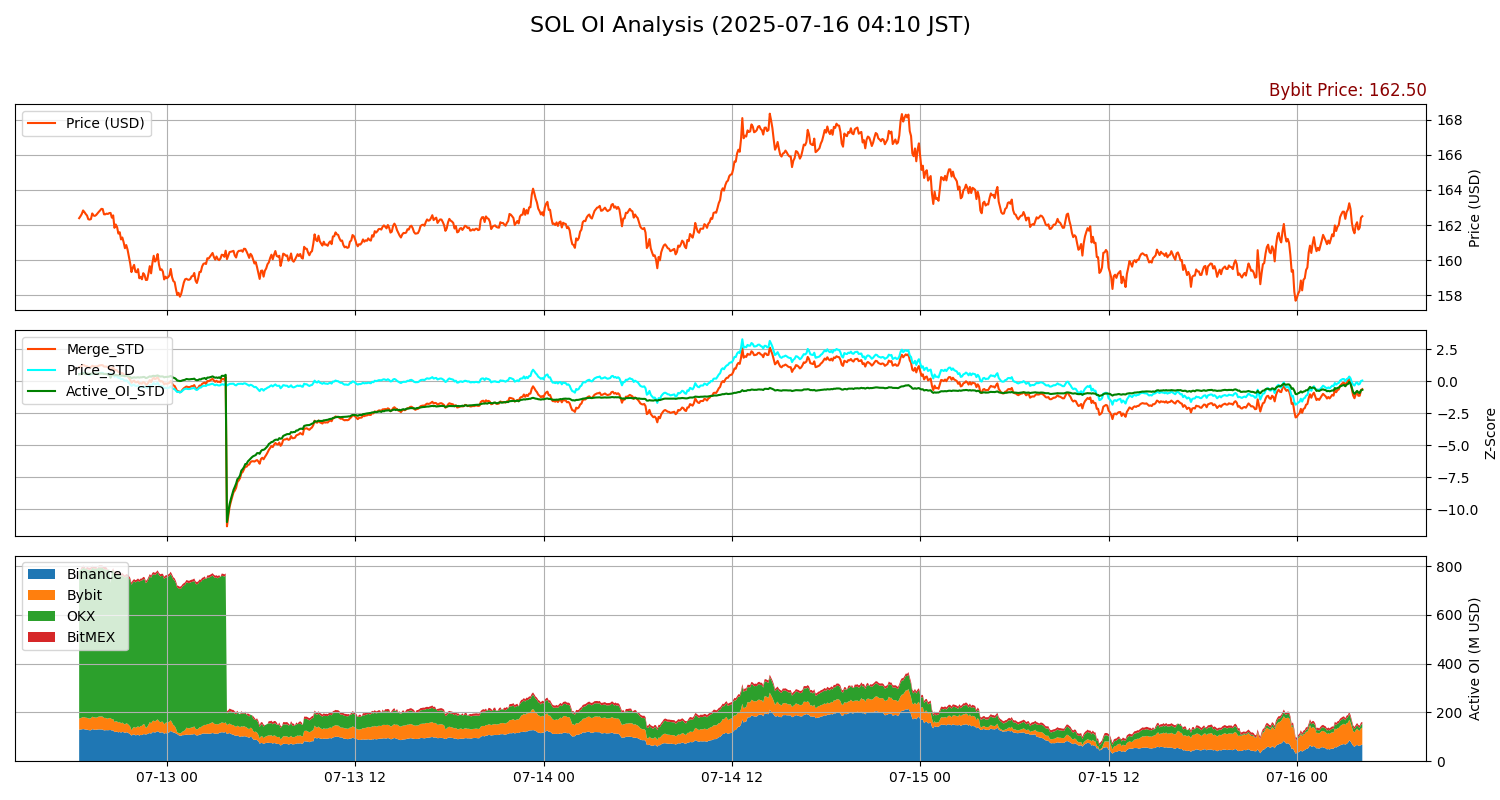 SOL OI Analysis (2025-07-16 04:10 JST)
Bybit Price: 162.50
Price (USD)
168
166
164
162
160
158
Price (USD)
Merge_STD
Price_STD
Active_OI_STD
2.5
0.0
−2.5
−5.0
−7.5
−10.0
Z-Score
Binance
Bybit
OKX
BitMEX
800
600
400
200
0
Active OI (M USD)
07-13 00
07-13 12
07-14 00
07-14 12
07-15 00
07-15 12
07-16 00